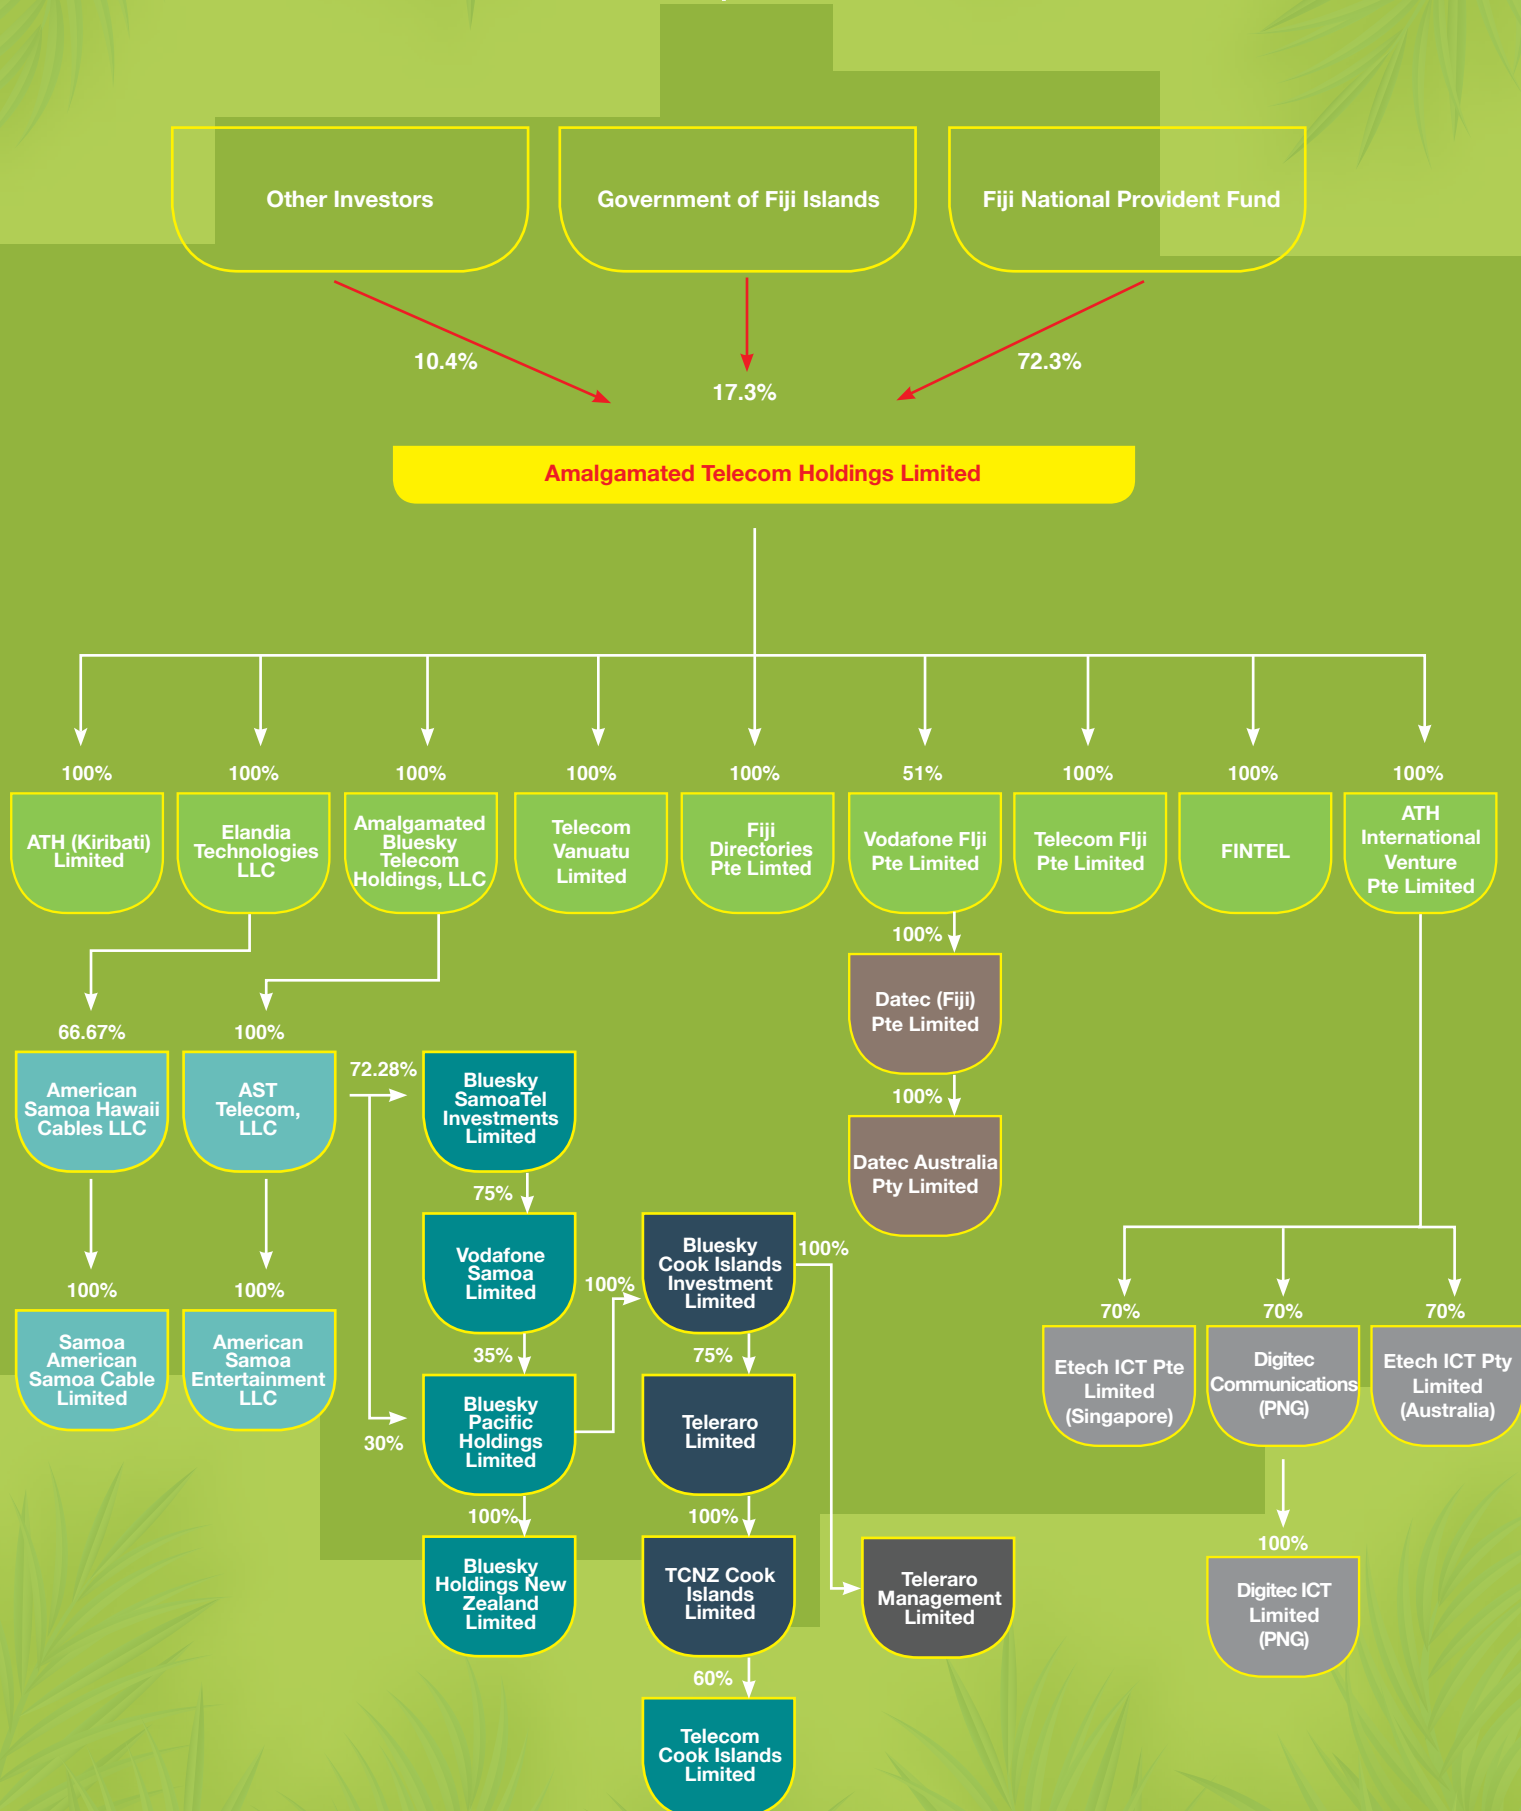 Other Investors
Government of Fiji Islands
Fiji National Provident Fund
10.4%
17.3%
72.3%
Amalgamated Telecom Holdings Limited
100%
100%
100%
100%
100%
51%
100%
100%
100%
ATH (Kiribati)
Limited
Elandia
Technologies
LLC
Amalgamated
Bluesky
Telecom
Holdings, LLC
Telecom
Vanuatu
Limited
Fiji
Directories
Pte Limted
Vodafone FIji
Pte Limited
Telecom FIji
Pte Limited
FINTEL
ATH
International
Venture
Pte Limited
100%
Datec (Fiji)
Pte Limited
100%
Datec Australia
Pty Limited
66.67%
American
Samoa Hawaii
Cables LLC
100%
Samoa
American
Samoa Cable
Limited
100%
AST
Telecom,
LLC
100%
American
Samoa
Entertainment
LLC
72.28%
Bluesky
SamoaTel
Investments
Limited
75%
Vodafone
Samoa
Limited
35%
30%
Bluesky
Pacific
Holdings
Limited
100%
Bluesky
Holdings New
Zealand
Limited
100%
Bluesky
Cook Islands
Investment
Limited
75%
Teleraro
Limited
100%
TCNZ Cook
Islands
Limited
60%
Telecom
Cook Islands
Limited
100%
Teleraro
Management
Limited
70%
Etech ICT Pte
Limited
(Singapore)
70%
Digitec
Communications
(PNG)
70%
Etech ICT Pty
Limited
(Australia)
100%
Digitec ICT
Limited
(PNG)